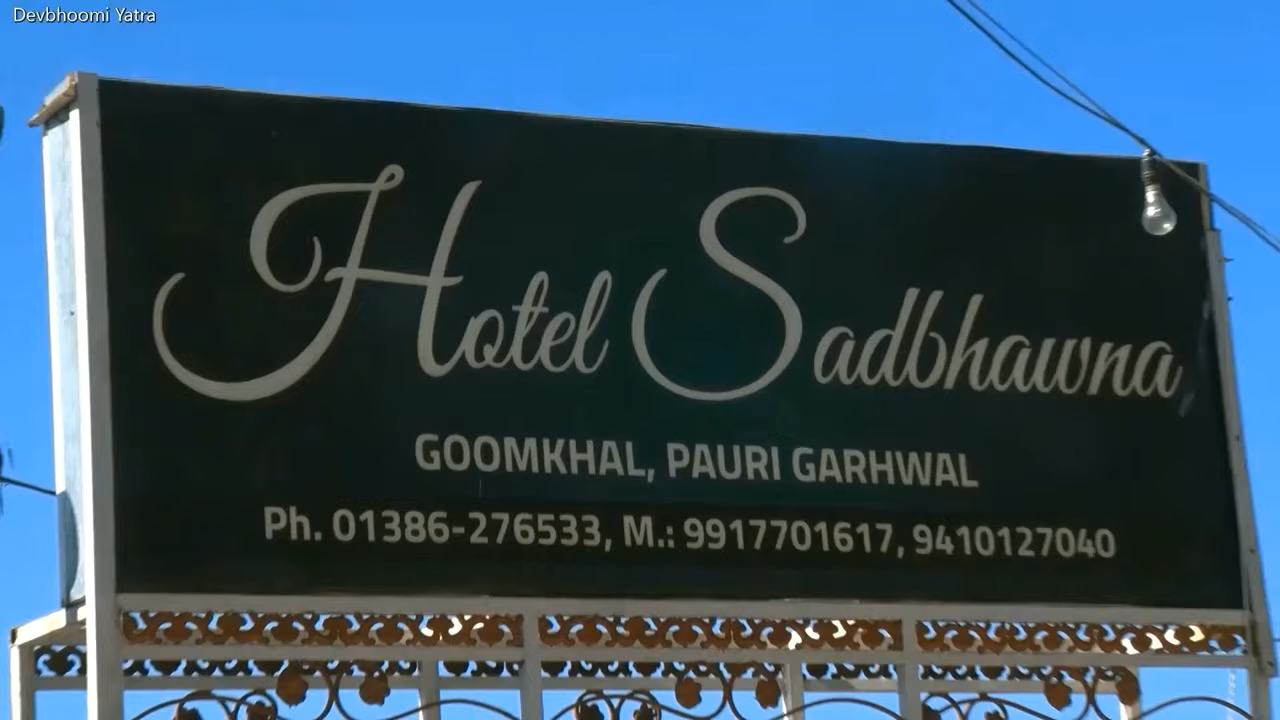 Devbhoomi Yatra
Hotel Sadbhawna
GOOMKHAL, PAURI GARHWAL
Ph. 01386-276533, M.: 9917701617, 9410127040